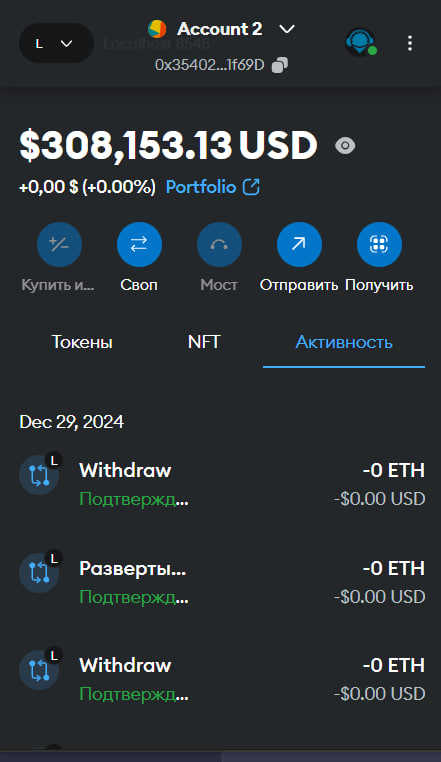 L Localhost 8545 Account 2
0x35402...1f69D
$308,153.13 USD
+0,00 $ (+0.00%) Portfolio
Купить и... Своп Мост Отправить Получить
Токены NFT Активность
Dec 29, 2024
L
Withdraw -0 ETH
Подтвержд... -$0.00 USD
L
Разверты... -0 ETH
Подтвержд... -$0.00 USD
L
Withdraw -0 ETH
Подтвержд... -$0.00 USD